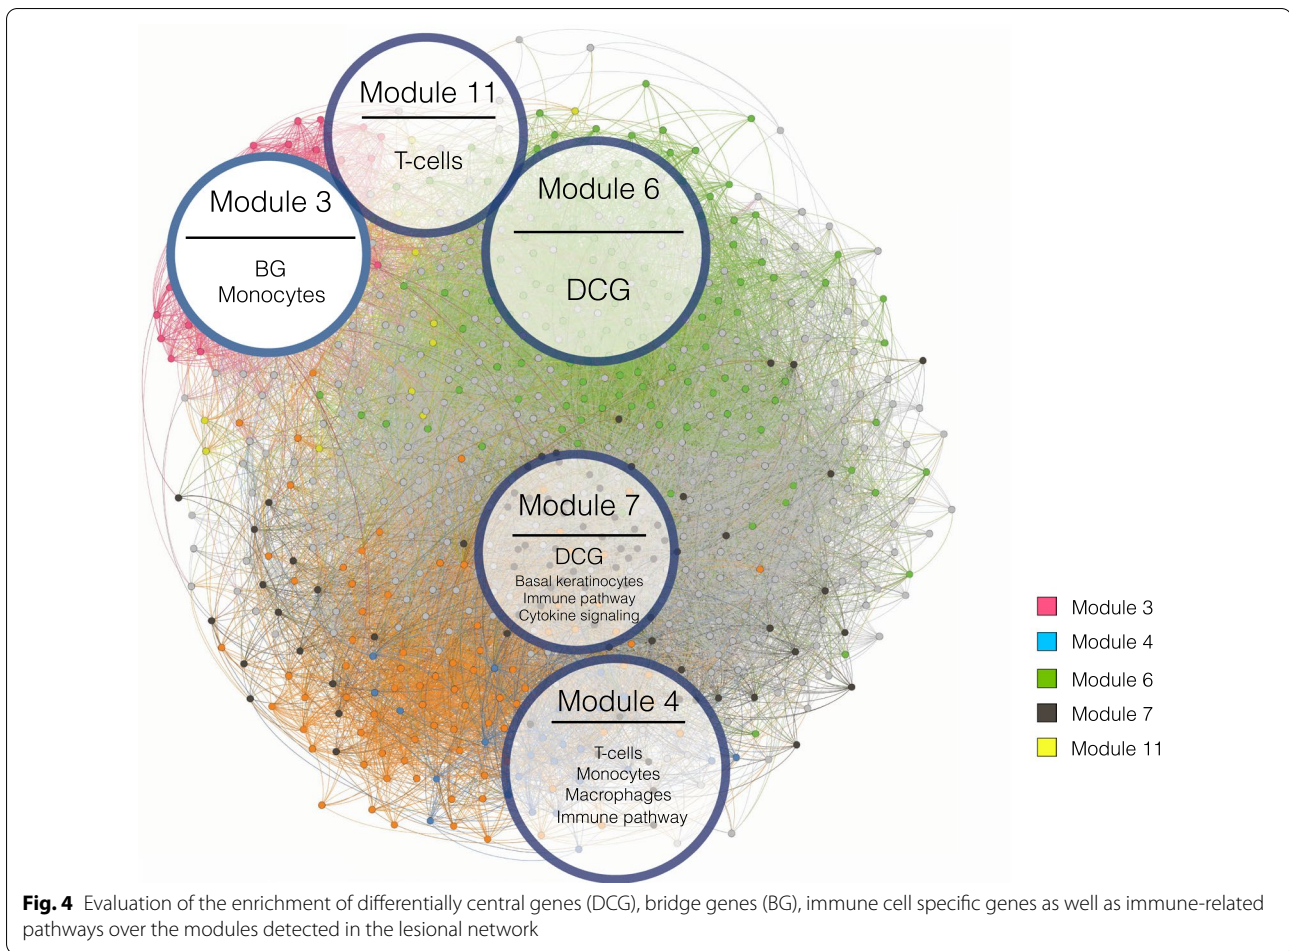 Module 11
T-cells
Module 3
BG
Monocytes
Module 6
DCG
Module 7
DCG
Basal keratinocytes
Immune pathway
Cytokine signaling
Module 4
T-cells
Monocytes
Macrophages
Immune pathway
Module 3
Module 4
Module 6
Module 7
Module 11
Fig. 4 Evaluation of the enrichment of differentially central genes (DCG), bridge genes (BG), immune cell specific genes as well as immune-related
pathways over the modules detected in the lesional network